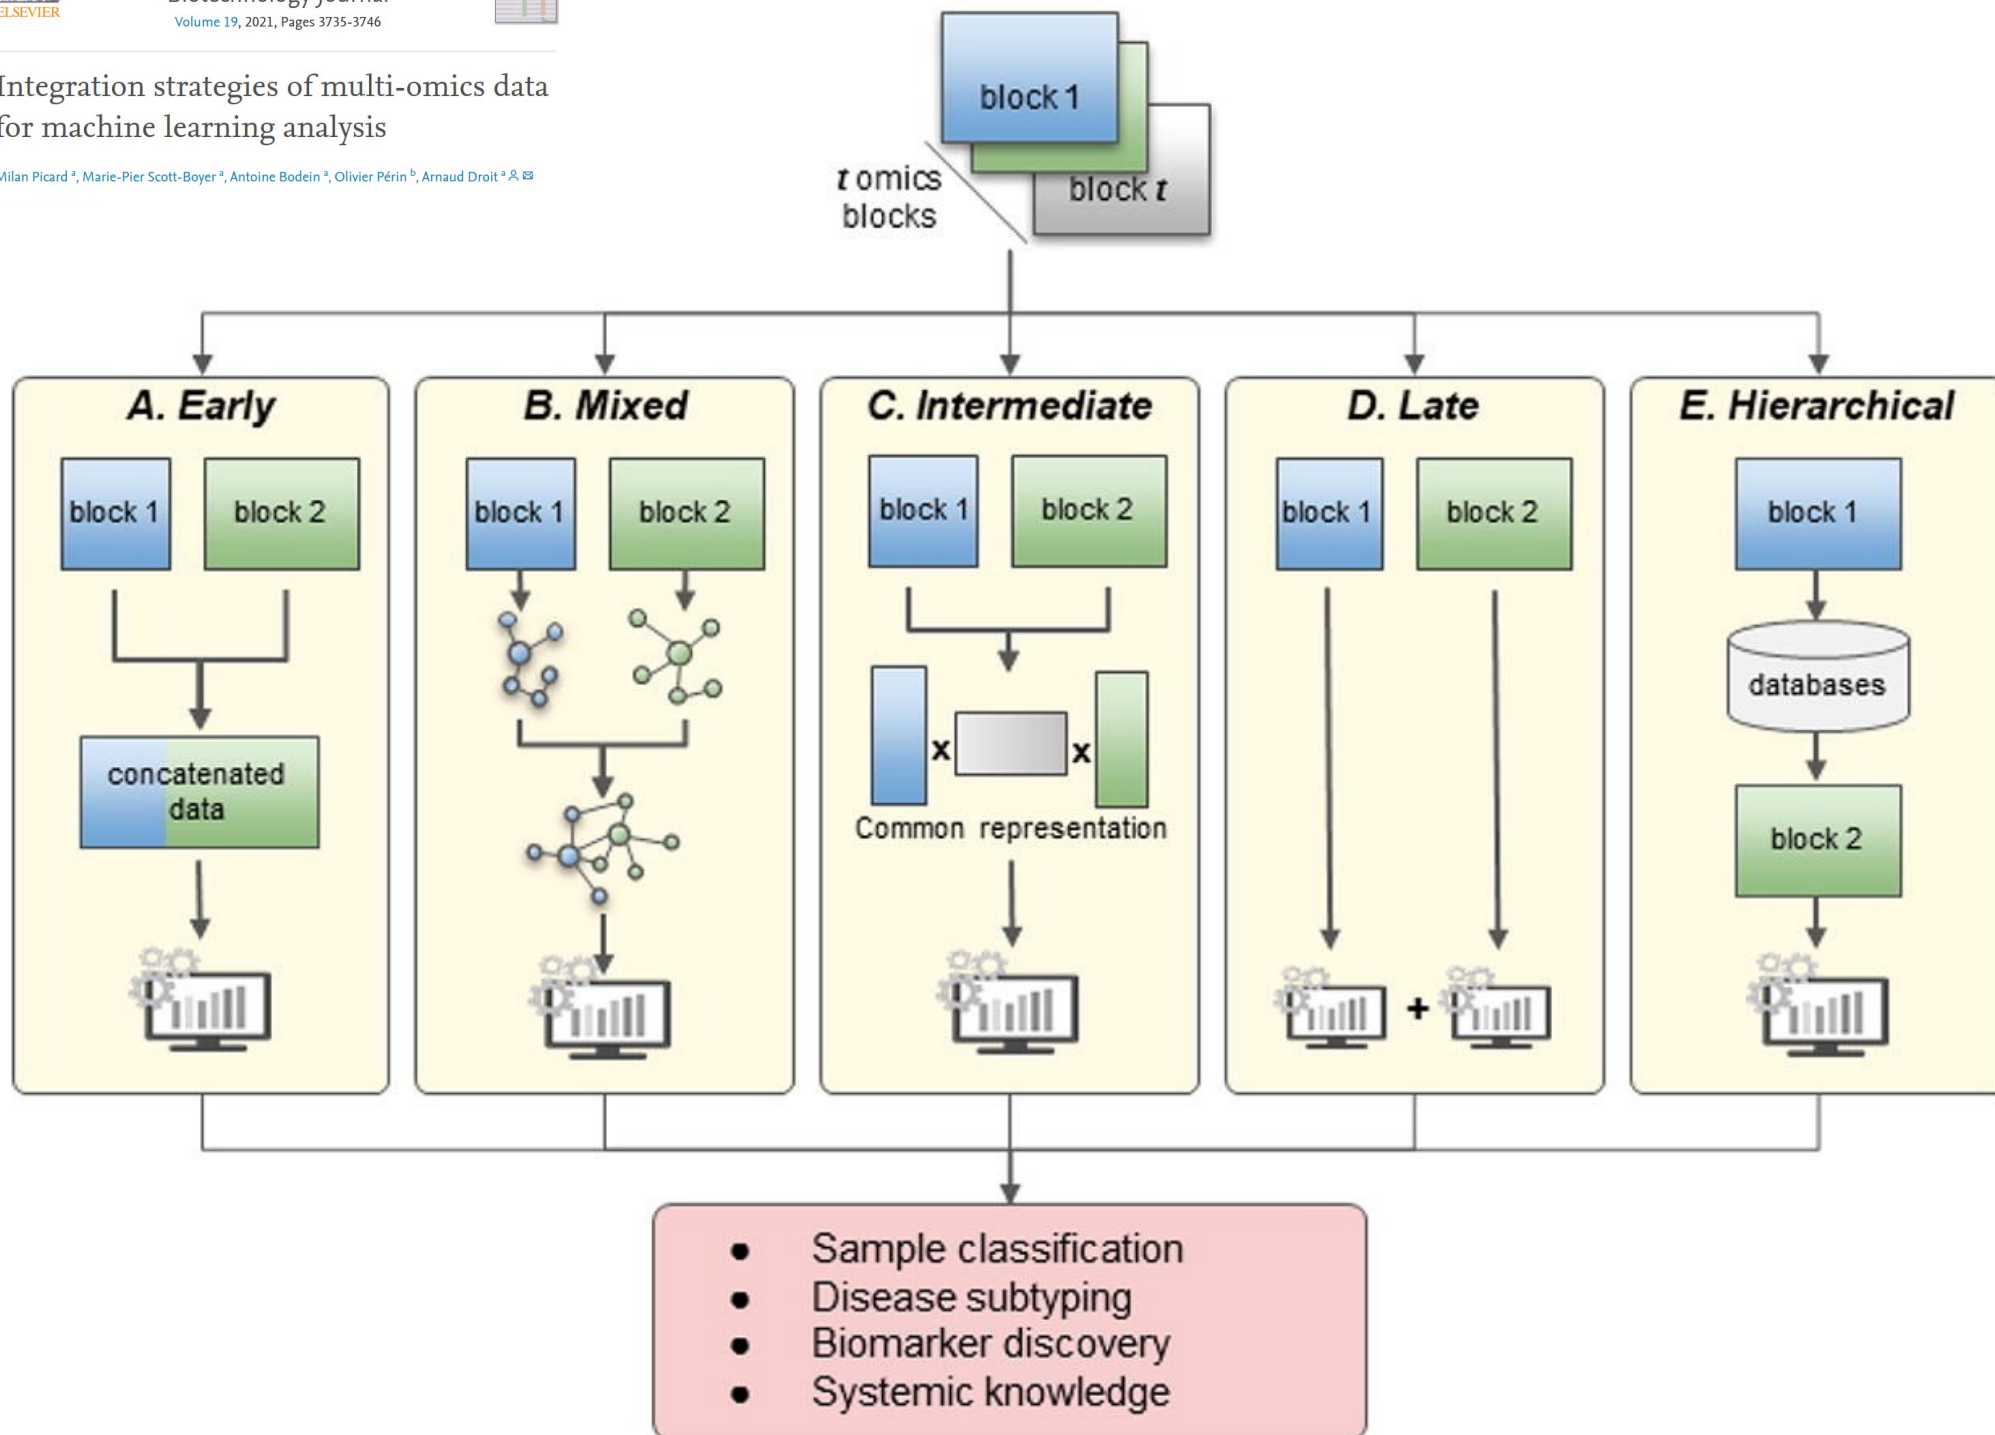 ELSEVIER
Biotechnology Journal
Volume 19, 2021, Pages 3735-3746
Integration strategies of multi-omics data
for machine learning analysis
Milan Picard a, Marie-Pier Scott-Boyer a, Antoine Bodein a, Olivier Périn b, Arnaud Droit a
block 1
block t
t omics
blocks
A. Early
block 1
block 2
concatenated
data
B. Mixed
block 1
block 2
C. Intermediate
block 1
block 2
x
x
Common representation
D. Late
block 1
block 2
+
E. Hierarchical
block 1
databases
block 2
● Sample classification
● Disease subtyping
● Biomarker discovery
● Systemic knowledge